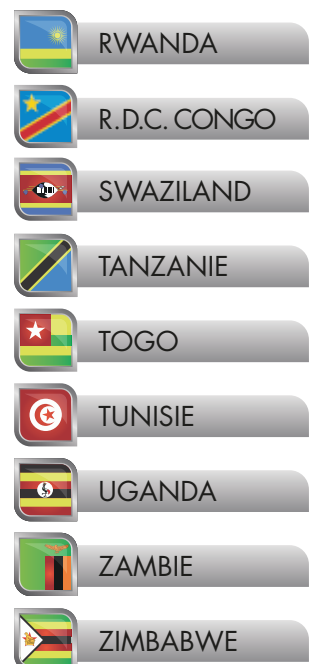 RWANDA
R.D.C. CONGO
SWAZILAND
TANZANIE
TOGO
TUNISIE
UGANDA
ZAMBIE
ZIMBABWE